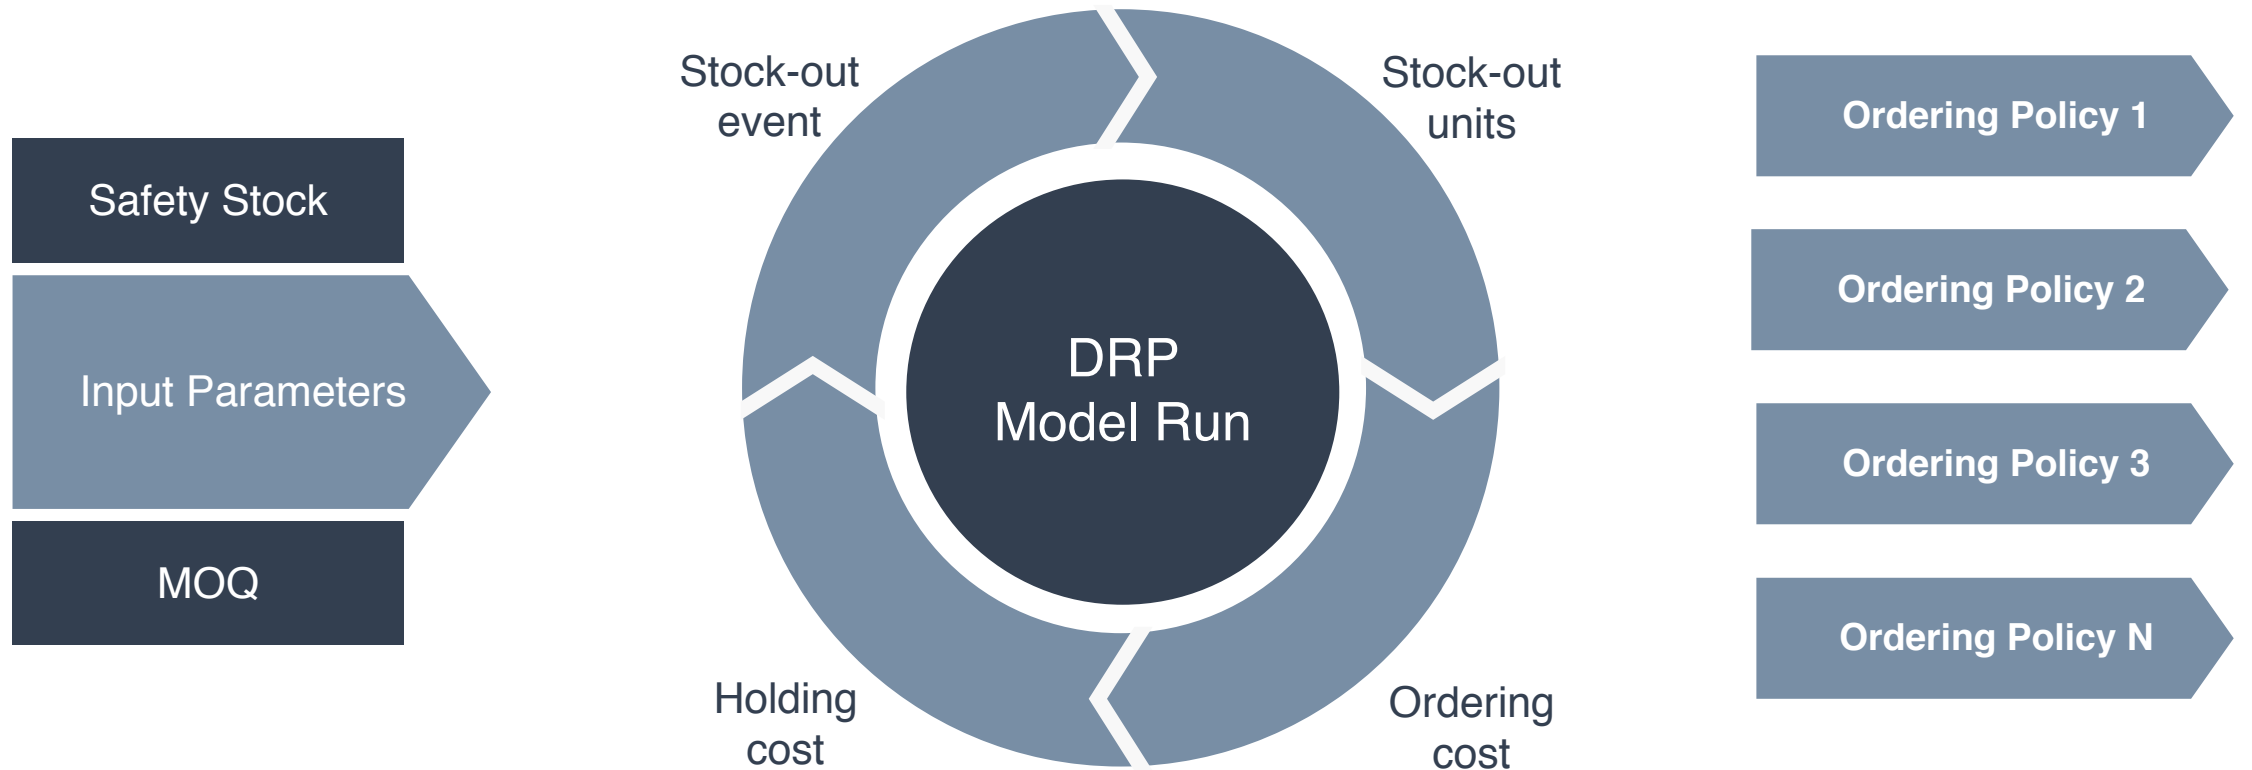 Safety Stock
Input Parameters
MOQ
Stock-out
event
Stock-out
units
DRP
Model Run
Holding
cost
Ordering
cost
Ordering Policy 1
Ordering Policy 2
Ordering Policy 3
Ordering Policy N